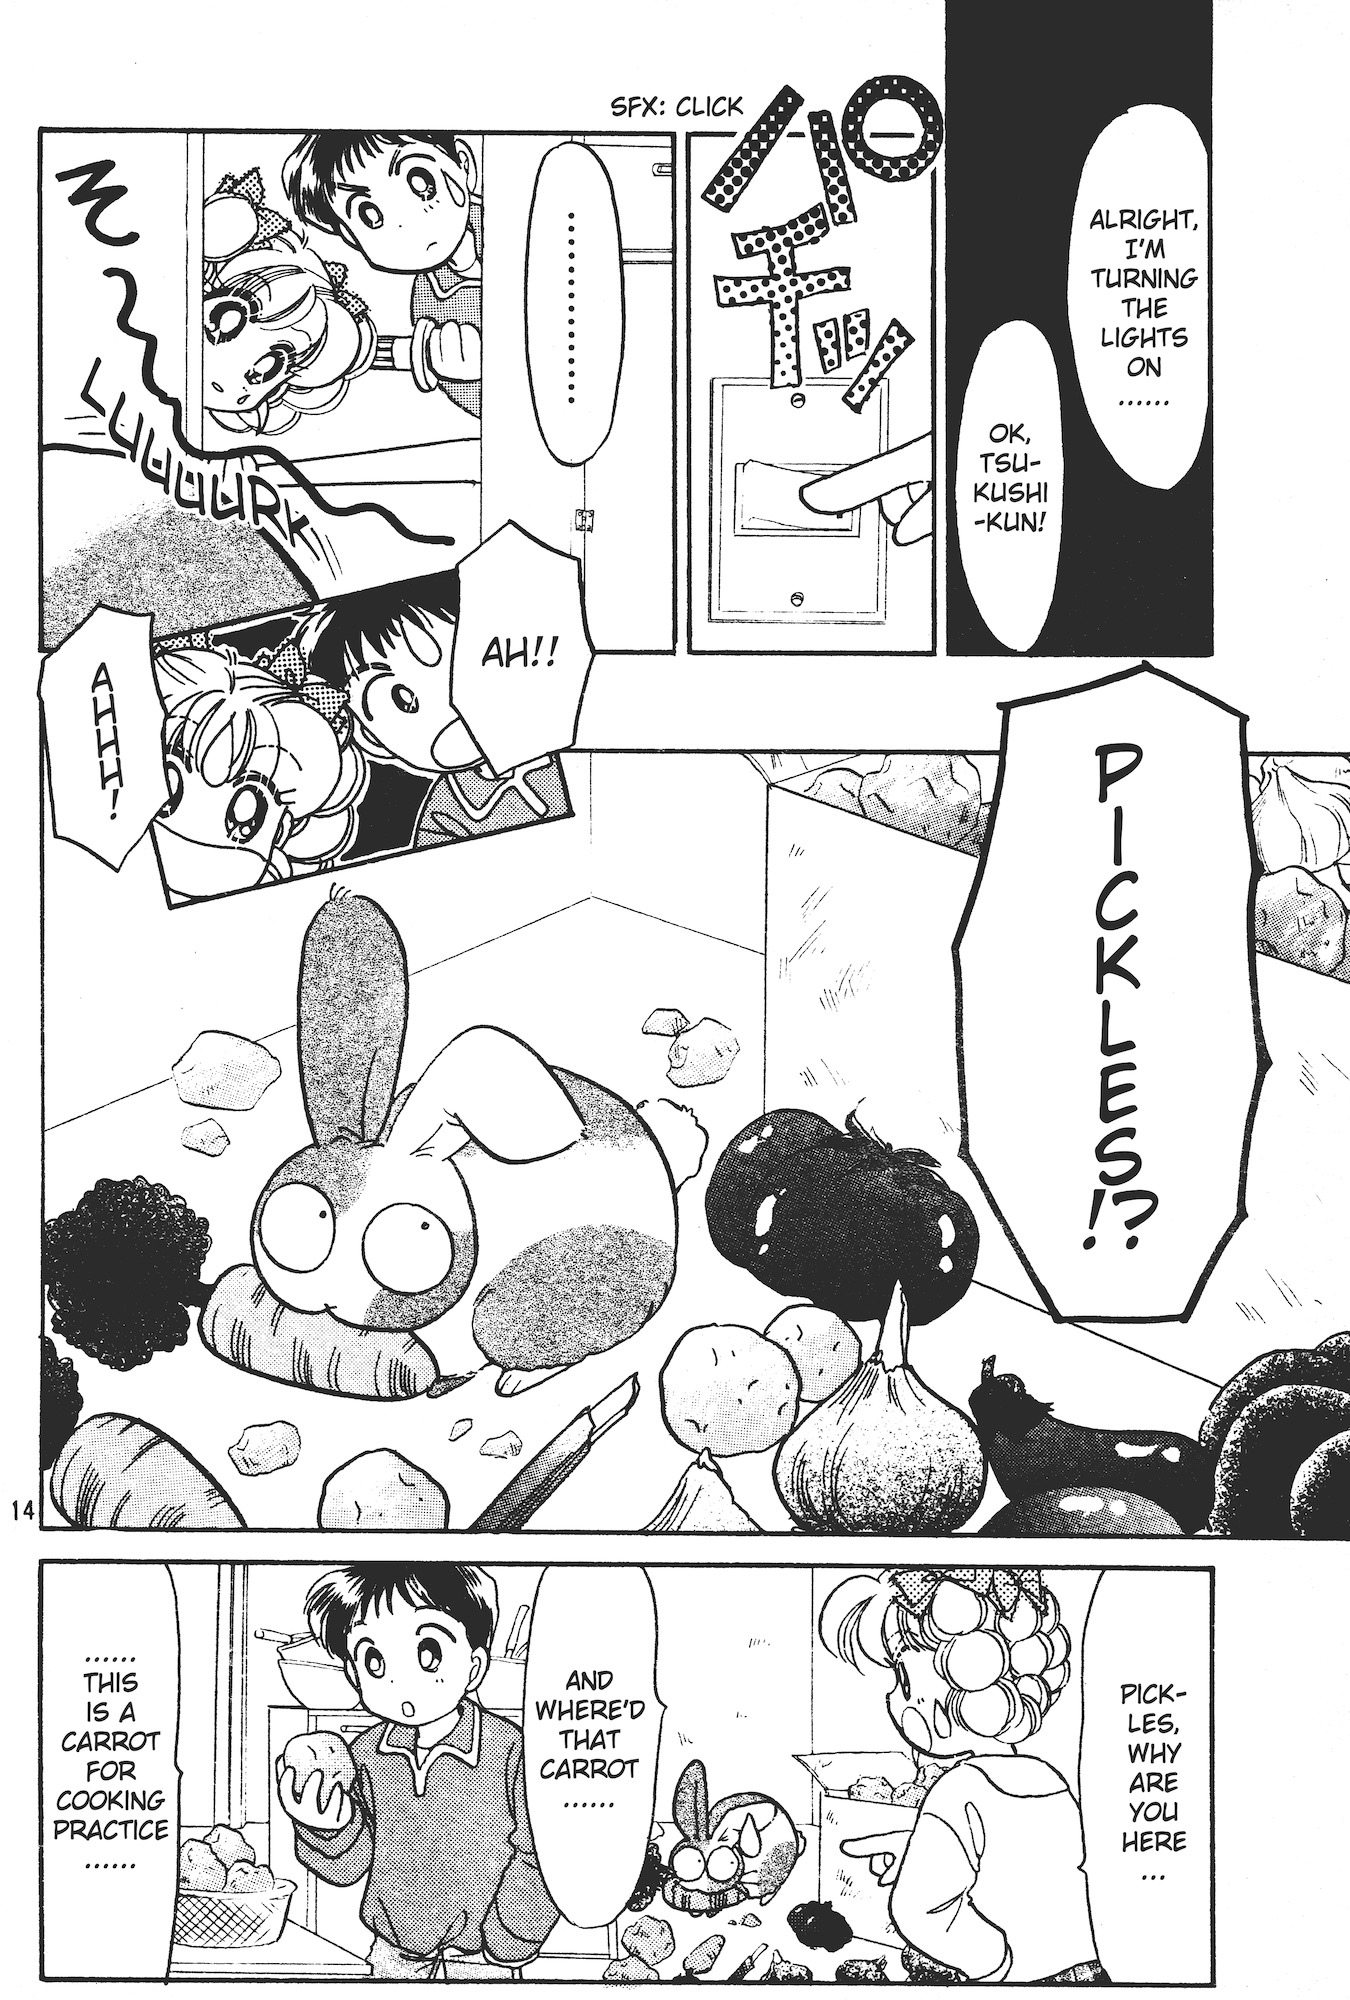 ALRIGHT,
I'M
TURNING
THE
LIGHTS
ON
......
OK,
TSU-
KUSHI
-KUN!
SFX: CLICK
パチッ
............
LUUUURK
AH!!
AHHH!
PICKLES!?
PICK-
LES,
WHY
ARE
YOU
HERE
...
AND
WHERE'D
THAT
CARROT
......
......
THIS
IS A
CARROT
FOR
COOKING
PRACTICE
......
14